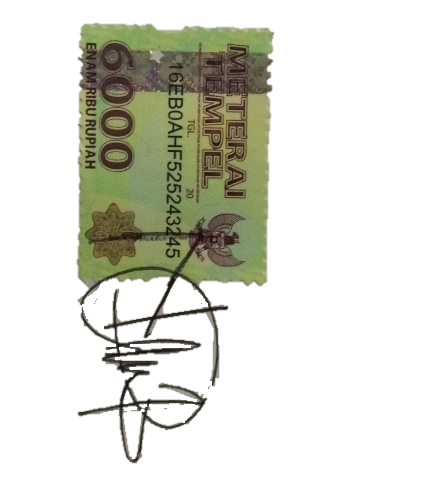 METERAI
TEMPEL
TGL. 20
16EB0AHF525243245
6000
ENAM RIBU RUPIAH